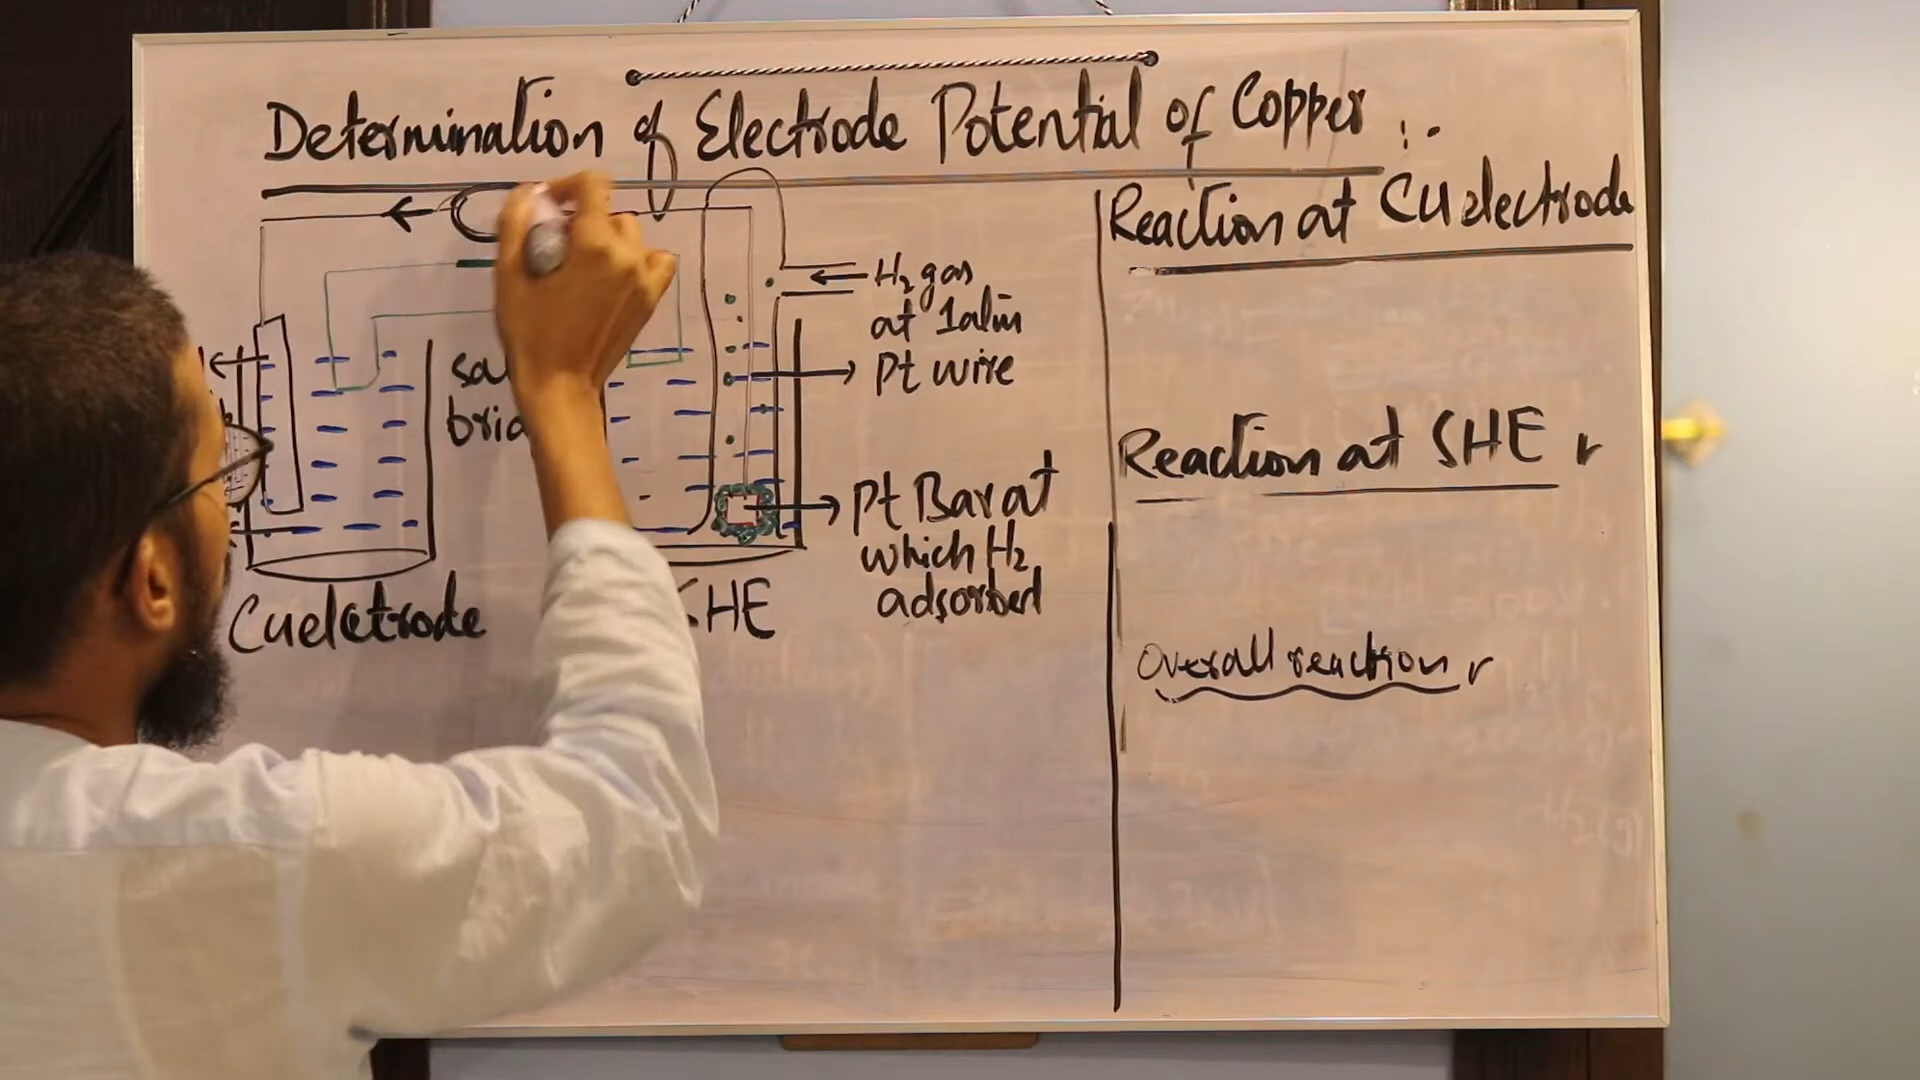 Determination of Electrode Potential of Copper :-
Reaction at Cu electrode
H₂ gas
at 1atm
Pt wire
Reaction at SHE
Pt Bar at
which H₂
adsorbed
Cu eletrode
SHE
Overall reaction